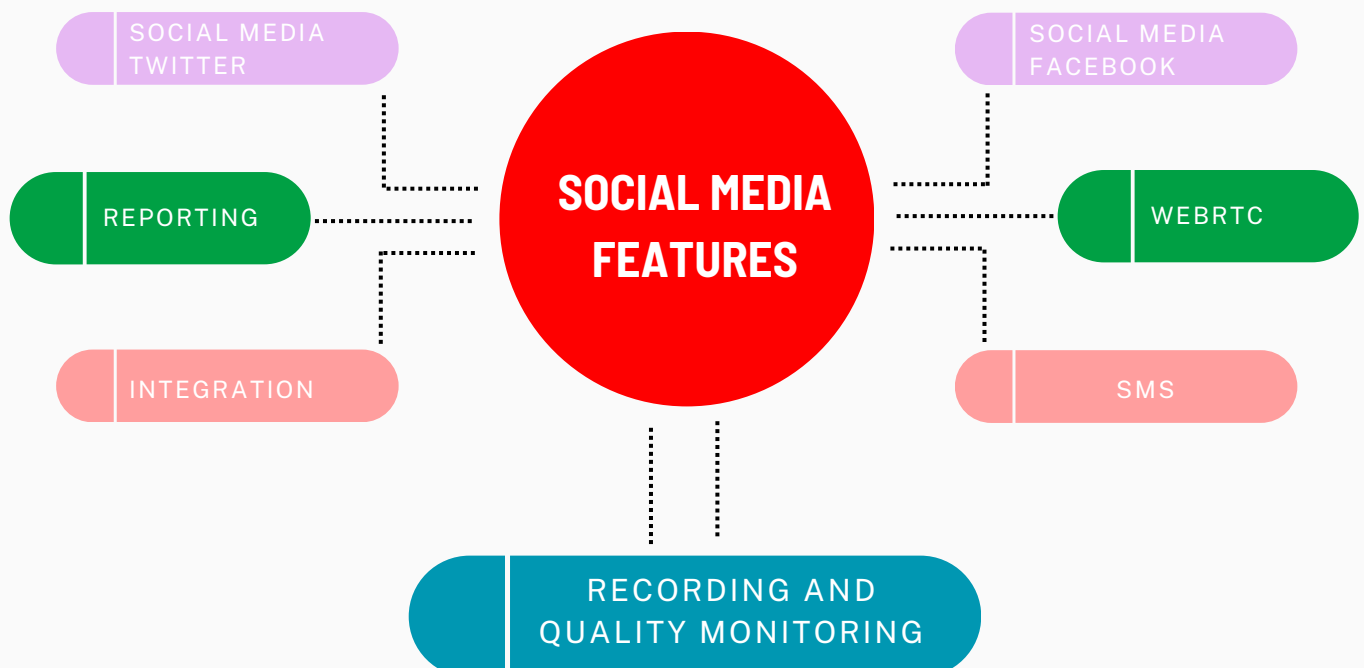 SOCIAL MEDIA
TWITTER
SOCIAL MEDIA
FACEBOOK
SOCIAL MEDIA
FEATURES
REPORTING
WEBRTC
INTEGRATION
SMS
RECORDING AND
QUALITY MONITORING